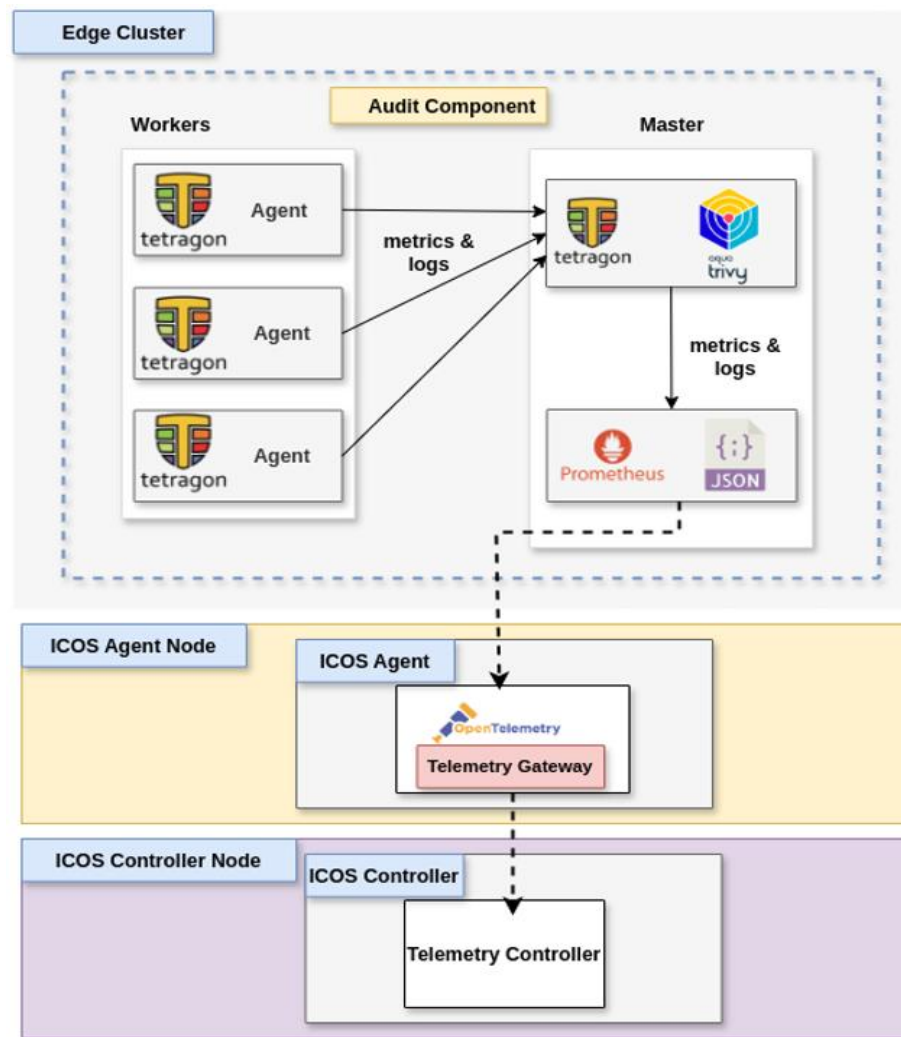 Edge Cluster
Audit Component
Workers
Master
tetragon
Agent
tetragon
Agent
tetragon
Agent
metrics &
logs
tetragon
aqua
trivy
metrics &
logs
Prometheus
{;}
JSON
ICOS Agent Node
ICOS Agent
OpenTelemetry
Telemetry Gateway
ICOS Controller Node
ICOS Controller
Telemetry Controller